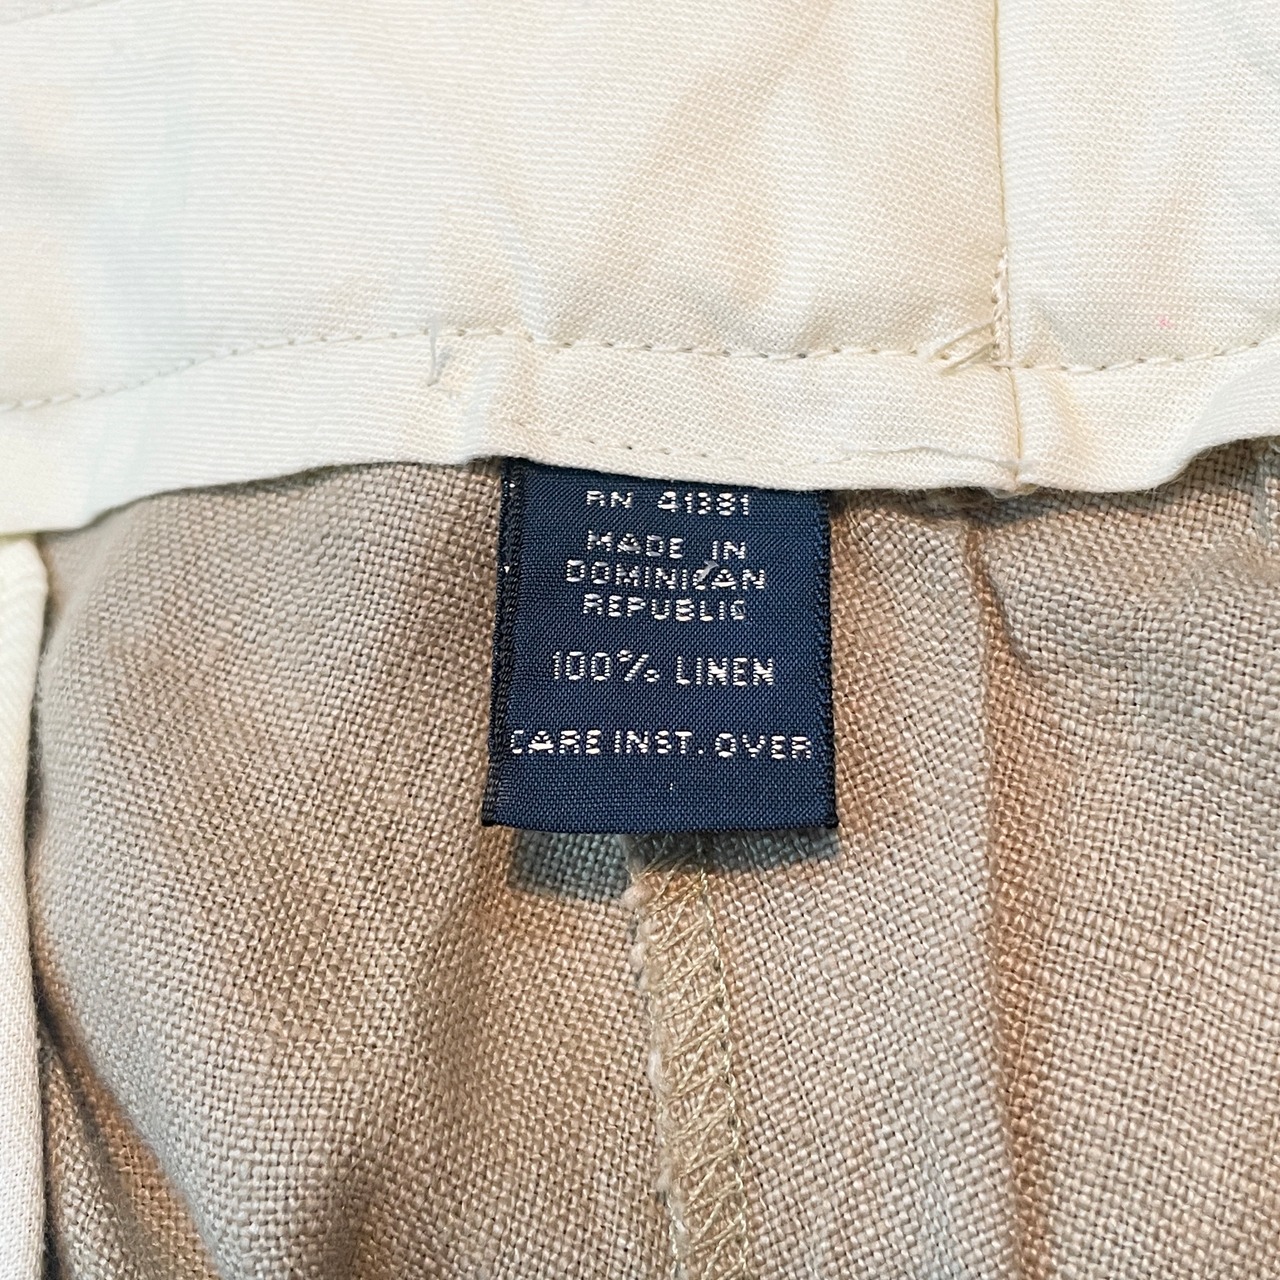 RN 41381
MADE IN
DOMINICAN
REPUBLIC
100% LINEN
CARE INST. OVER